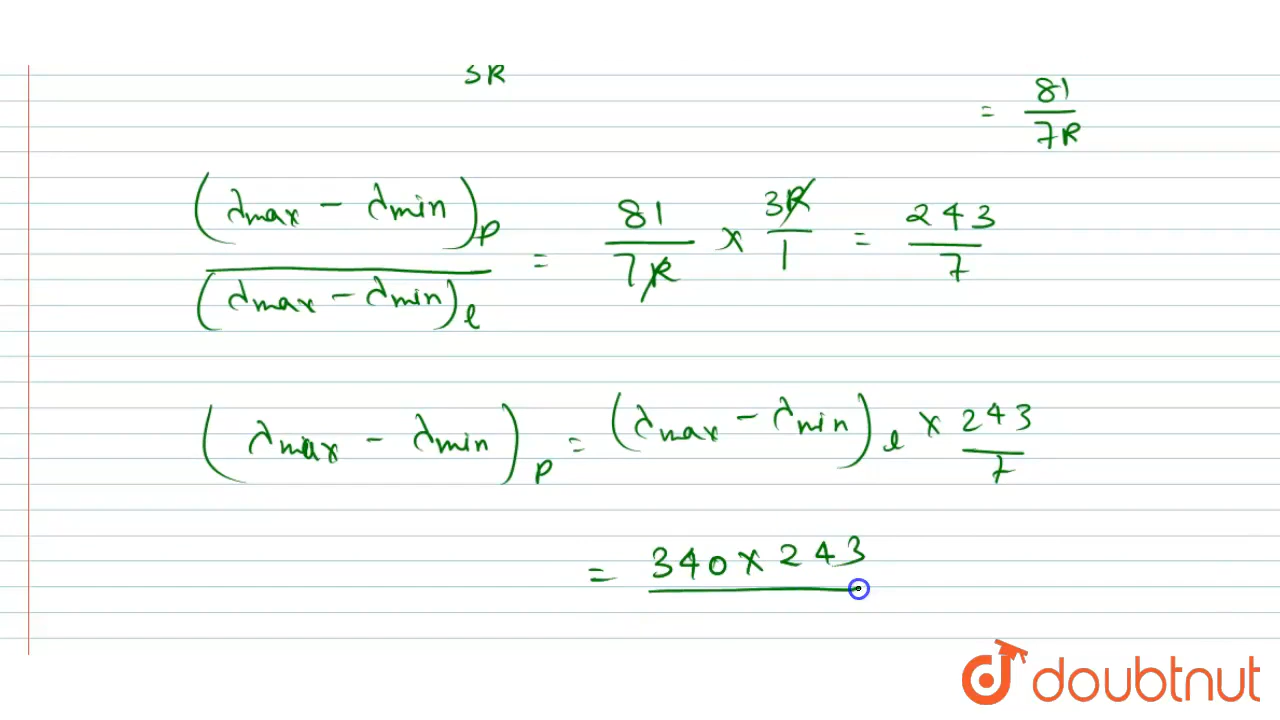 3R
= 81/7R
(λmax − λmin)p / (λmax − λmin)l = 81/7R × 3R/1 = 243/7
(λmax − λmin)p = (λmax − λmin)l × 243/7
= 340 × 243
doubtnut